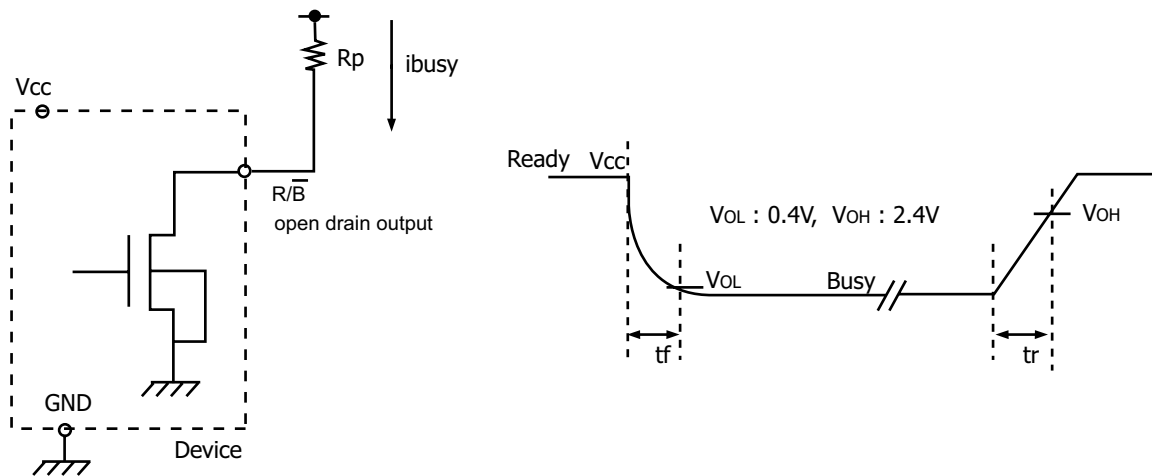 Rp
ibusy
Vcc
R/B̅
open drain output
GND
Device
Ready Vcc
VOL : 0.4V, VOH : 2.4V
VOH
VOL
Busy
tf
tr